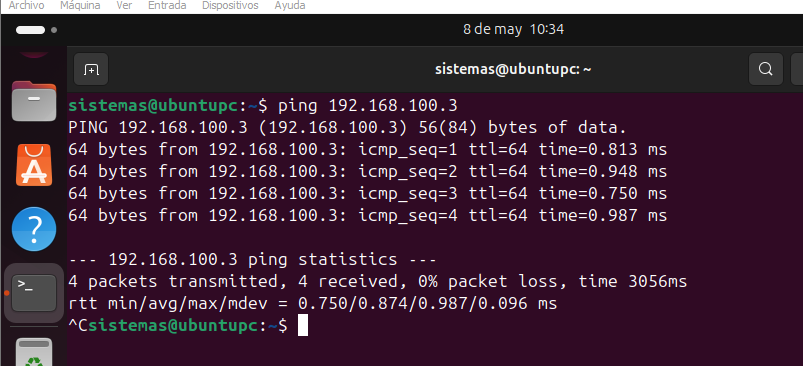 Archivo Máquina Ver Entrada Dispositivos Ayuda
8 de may 10:34
sistemas@ubuntupc: ~
sistemas@ubuntupc:~$ ping 192.168.100.3
PING 192.168.100.3 (192.168.100.3) 56(84) bytes of data.
64 bytes from 192.168.100.3: icmp_seq=1 ttl=64 time=0.813 ms
64 bytes from 192.168.100.3: icmp_seq=2 ttl=64 time=0.948 ms
64 bytes from 192.168.100.3: icmp_seq=3 ttl=64 time=0.750 ms
64 bytes from 192.168.100.3: icmp_seq=4 ttl=64 time=0.987 ms
--- 192.168.100.3 ping statistics ---
4 packets transmitted, 4 received, 0% packet loss, time 3056ms
rtt min/avg/max/mdev = 0.750/0.874/0.987/0.096 ms
^Csistemas@ubuntupc:~$